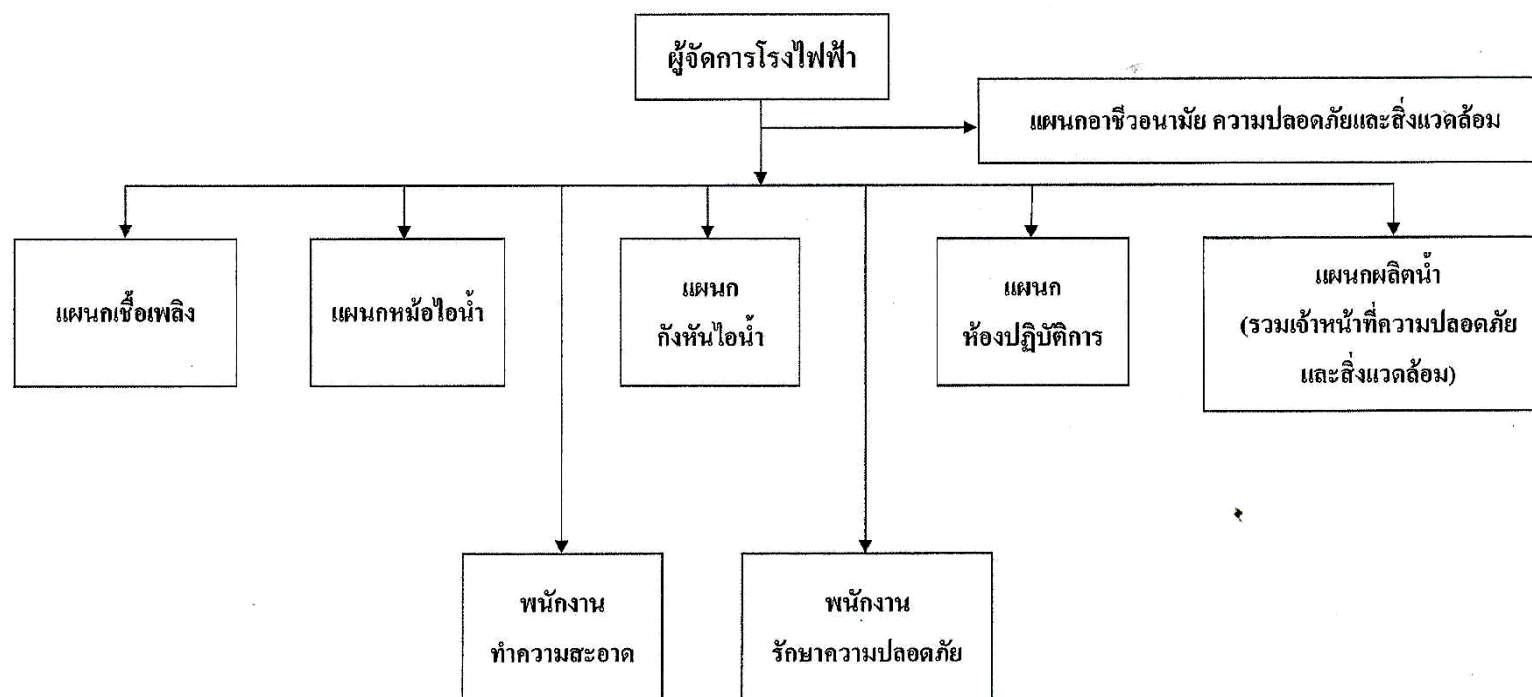 ผู้จัดการโรงไฟฟ้า
แผนกอาชีวอนามัย ความปลอดภัยและสิ่งแวดล้อม
แผนกเชื้อเพลิง
แผนกหม้อไอน้ำ
แผนก
กังหันไอน้ำ
แผนก
ห้องปฏิบัติการ
แผนกผลิตน้ำ
(รวมเจ้าหน้าที่ความปลอดภัย
และสิ่งแวดล้อม)
พนักงาน
ทำความสะอาด
พนักงาน
รักษาความปลอดภัย